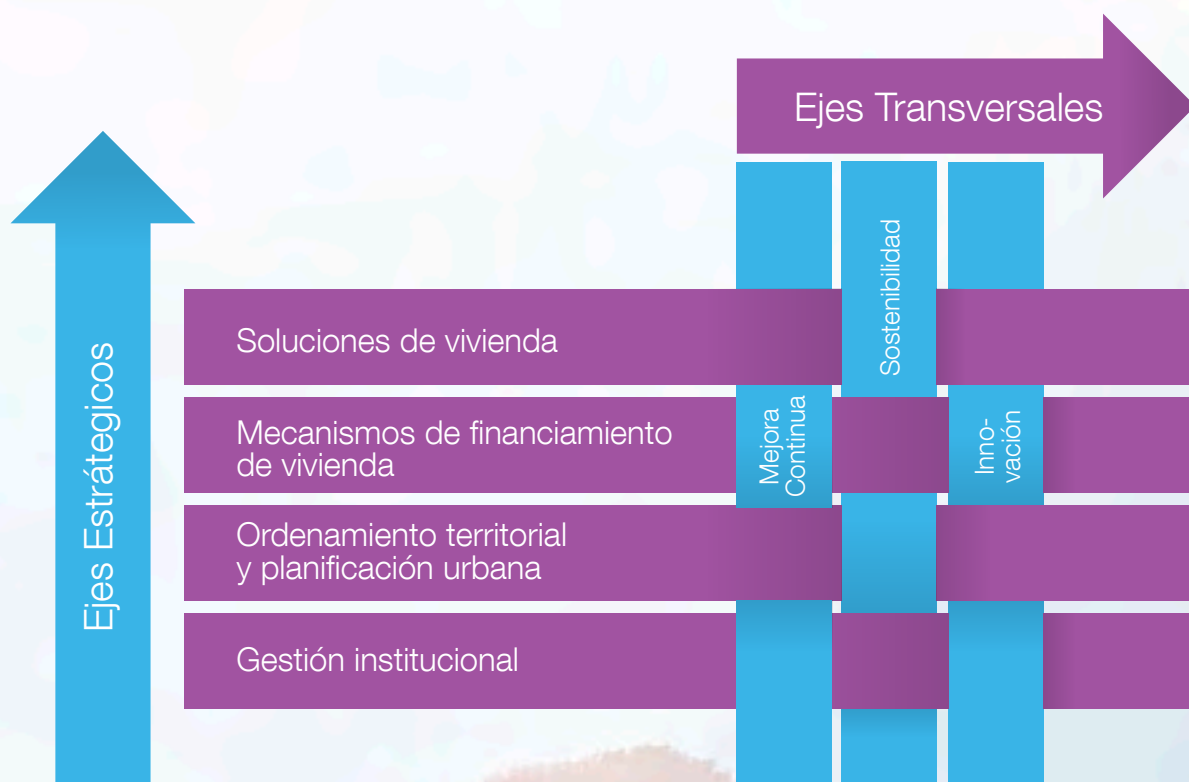 Ejes Transversales
Ejes Estrátegicos
Soluciones de vivienda
Mecanismos de financiamiento
de vivienda
Ordenamiento territorial
y planificación urbana
Gestión institucional
Mejora
Continua
Sostenibilidad
Inno-
vación